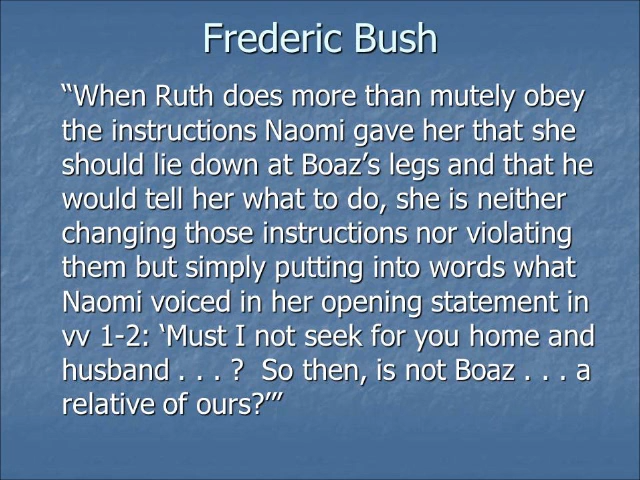 Frederic Bush
“When Ruth does more than mutely obey
the instructions Naomi gave her that she
should lie down at Boaz’s legs and that he
would tell her what to do, she is neither
changing those instructions nor violating
them but simply putting into words what
Naomi voiced in her opening statement in
vv 1-2: ‘Must I not seek for you home and
husband . . . ?  So then, is not Boaz . . . a
relative of ours?’”